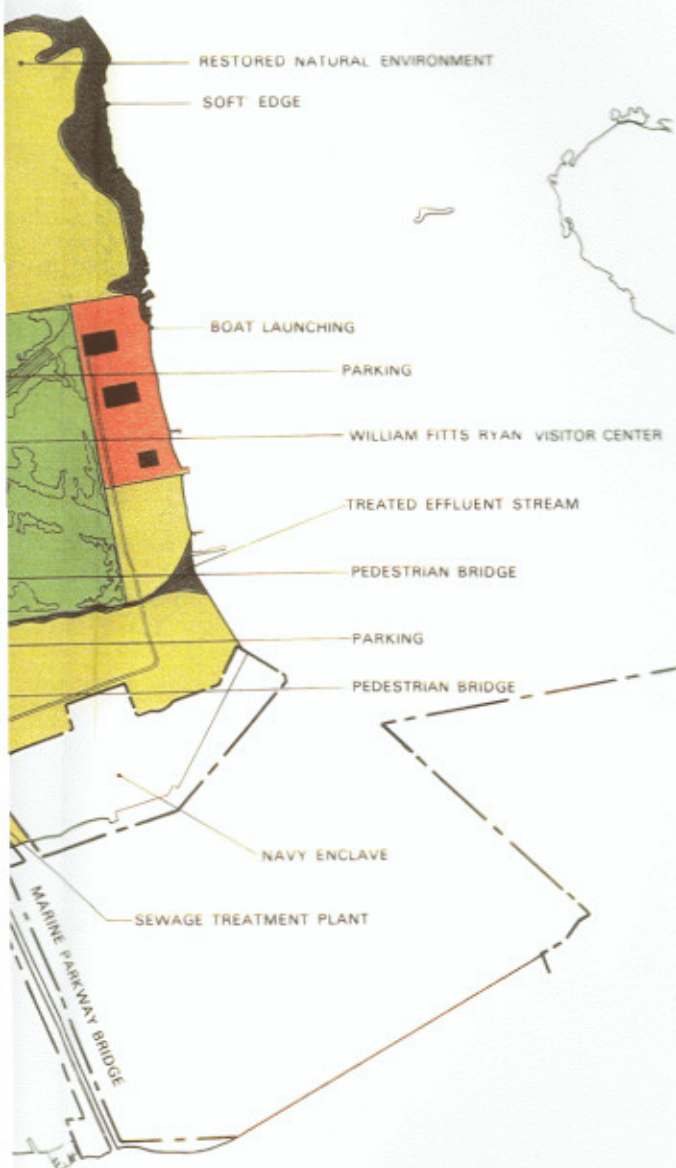 RESTORED NATURAL ENVIRONMENT
SOFT EDGE
BOAT LAUNCHING
PARKING
WILLIAM FITTS RYAN VISITOR CENTER
TREATED EFFLUENT STREAM
PEDESTRIAN BRIDGE
PARKING
PEDESTRIAN BRIDGE
NAVY ENCLAVE
SEWAGE TREATMENT PLANT
MARINE PARKWAY BRIDGE